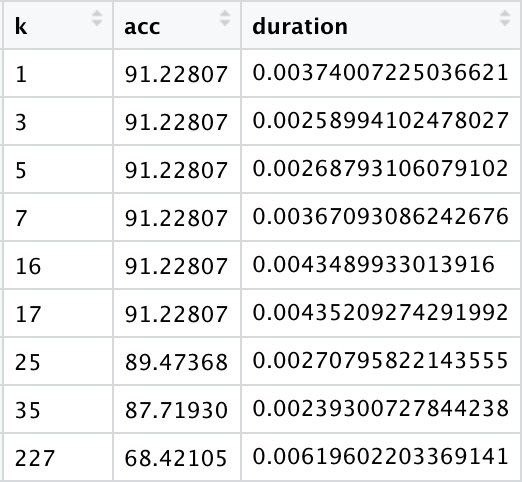 k acc duration
1 91.22807 0.00374007225036621
3 91.22807 0.00258994102478027
5 91.22807 0.00268793106079102
7 91.22807 0.00367093086242676
16 91.22807 0.0043489933013916
17 91.22807 0.00435209274291992
25 89.47368 0.00270795822143555
35 87.71930 0.00239300727844238
227 68.42105 0.00619602203369141